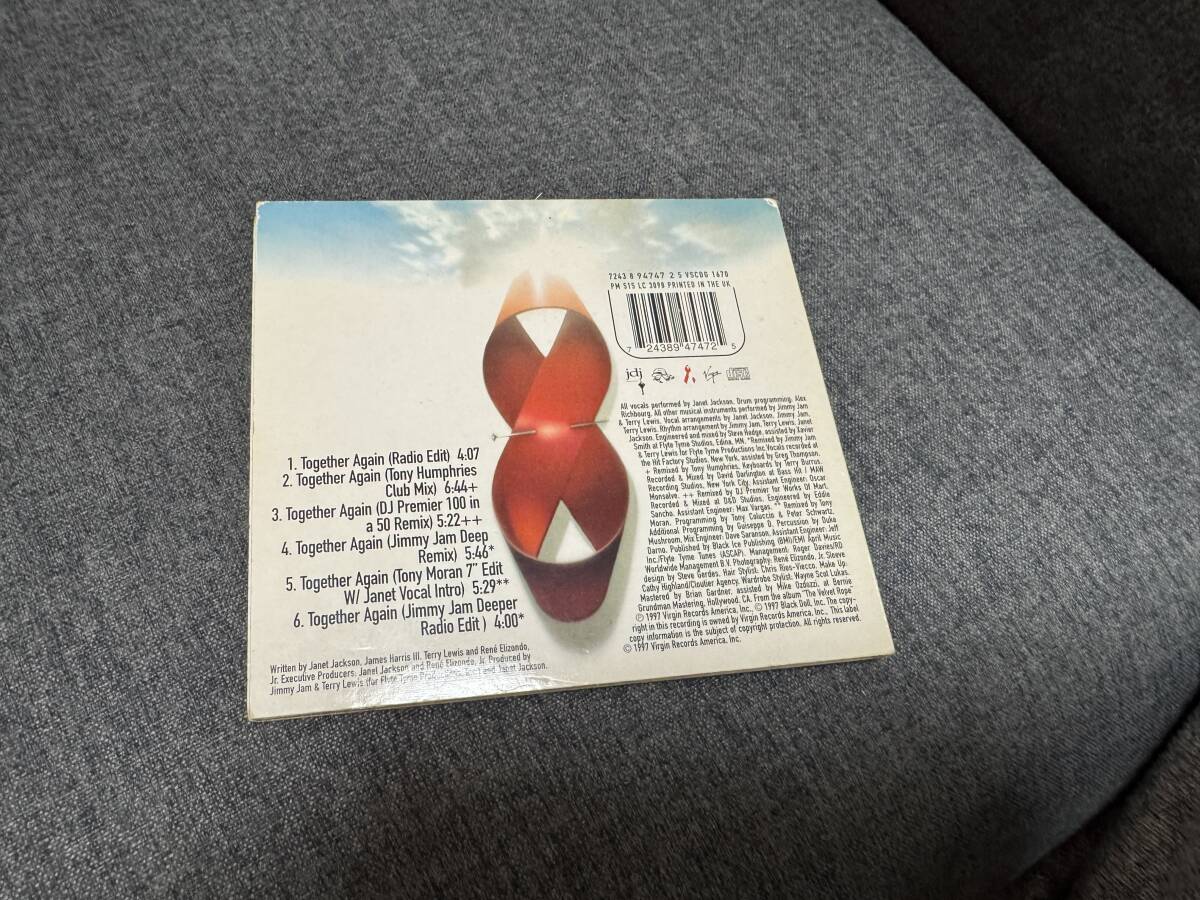 7243 8 94747 2 5 VSCDG 1670
PM 515 LC 3098 PRINTED IN THE UK
7 24389 47472 5
jdj
Virgin
1. Together Again (Radio Edit) 4:07
2. Together Again (Tony Humphries
Club Mix) 6:44+
3. Together Again (DJ Premier 100 in
a 50 Remix) 5:22++
4. Together Again (Jimmy Jam Deep
Remix) 5:46*
5. Together Again (Tony Moran 7" Edit
W/ Janet Vocal Intro) 5:29**
6. Together Again (Jimmy Jam Deeper
Radio Edit ) 4:00*
Written by Janet Jackson, James Harris III, Terry Lewis and René Elizondo,
Jr. Executive Producers: Janet Jackson and René Elizondo, Jr. Produced by
Jimmy Jam & Terry Lewis (for Flyte Tyme Productions, Inc.) and Janet Jackson.
All vocals performed by Janet Jackson. Drum programming, Alex
Richbourg. All other musical instruments performed by Jimmy Jam
& Terry Lewis. Vocal arrangements by Janet Jackson, Jimmy Jam,
Terry Lewis. Rhythm arrangement by Jimmy Jam, Terry Lewis, Janet
Jackson. Engineered and mixed by Steve Hodge, assisted by Xavier
Smith at Flyte Tyme Studios, Edina, MN. *Remixed by Jimmy Jam
& Terry Lewis for Flyte Tyme Productions Inc. Vocals recorded at
the Hit Factory Studios, New York, assisted by Greg Thompson.
+ Remixed by Tony Humphries. Keyboards by Terry Burrus.
Recorded & Mixed by David Darlington at Bass Hit / MAW
Recording Studios, New York City. Assistant Engineer: Oscar
Monsalve. ++ Remixed by DJ Premier for Works Of Mart.
Recorded & Mixed at D&D Studios. Engineered by Eddie
Sancho. Assistant Engineer: Max Vargas. ** Remixed by Tony
Moran. Programming by Tony Coluccio & Peter Schwartz.
Additional Programming by Guiseppe D. Percussion by Duke
Mushroom, Mix Engineer: Dave Saranson, Assistant Engineer: Jeff
Darno. Published by Black Ice Publishing (BMI)/EMI April Music
Inc./Flyte Tyme Tunes (ASCAP). Management: Roger Davies/RD
Worldwide Management B.V. Photography: René Elizondo, Jr. Sleeve
design by Steve Gerdes. Hair Stylist: Chris Rios-Viecco. Make Up:
Cathy Highland/Cloutier Agency. Wardrobe Stylist: Wayne Scot Lukas.
Mastered by Brian Gardner, assisted by Mike Ozdozzi, at Bernie
Grundman Mastering, Hollywood, CA. From the album "The Velvet Rope"
℗ 1997 Virgin Records America, Inc., © 1997 Black Doll, Inc. The copy-
right in this recording is owned by Virgin Records America, Inc.. This label
copy information is the subject of copyright protection. All rights reserved.
© 1997 Virgin Records America, Inc.